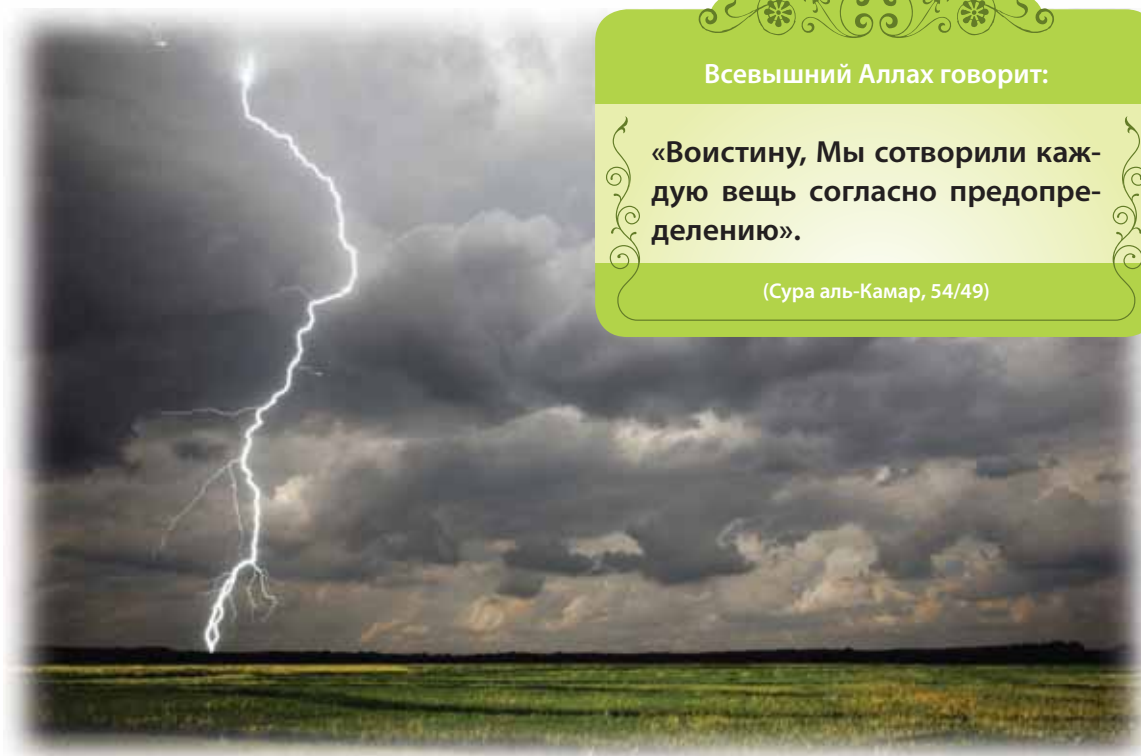 Всевышний Аллах говорит:
«Воистину, Мы сотворили каж-
дую вещь согласно предопре-
делению».
(Сура аль-Камар, 54/49)